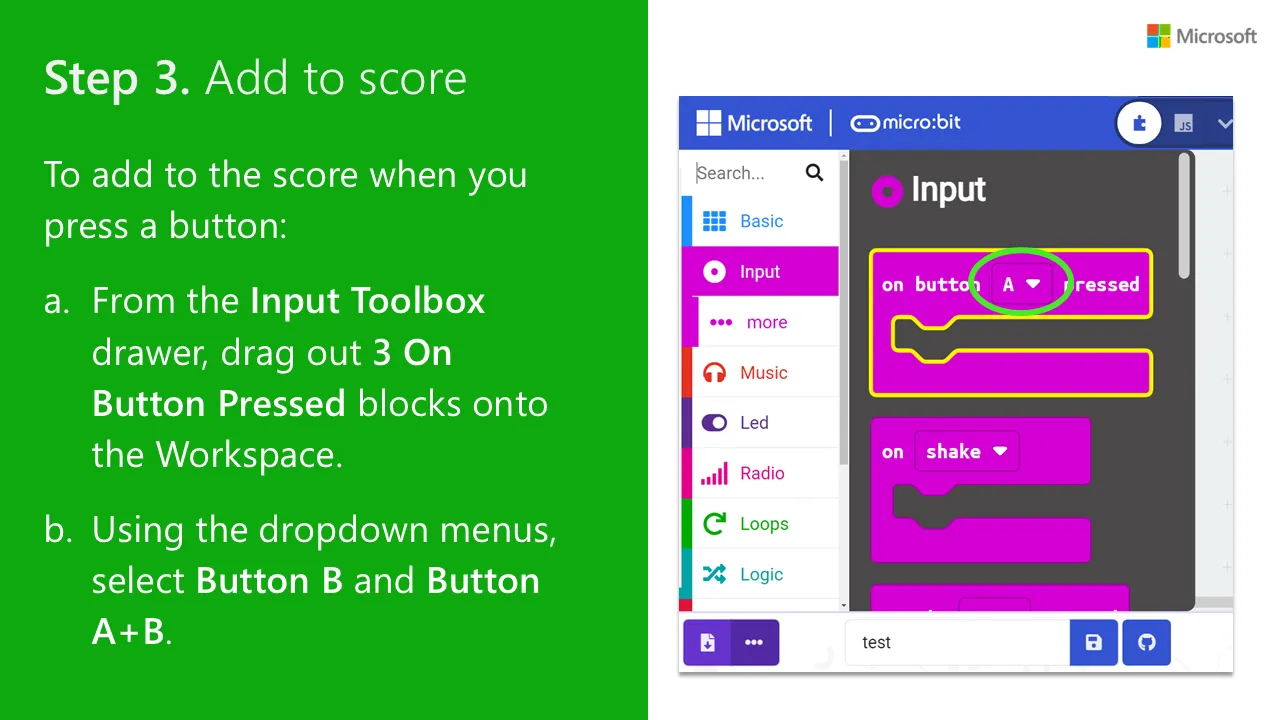 Step 3. Add to score
To add to the score when you
press a button:
a. From the Input Toolbox
drawer, drag out 3 On
Button Pressed blocks onto
the Workspace.
b. Using the dropdown menus,
select Button B and Button
A+B.
Microsoft
Microsoft | micro:bit
JS
Search...
Basic
Input
more
Music
Led
Radio
Loops
Logic
Input
on button A pressed
on shake
test